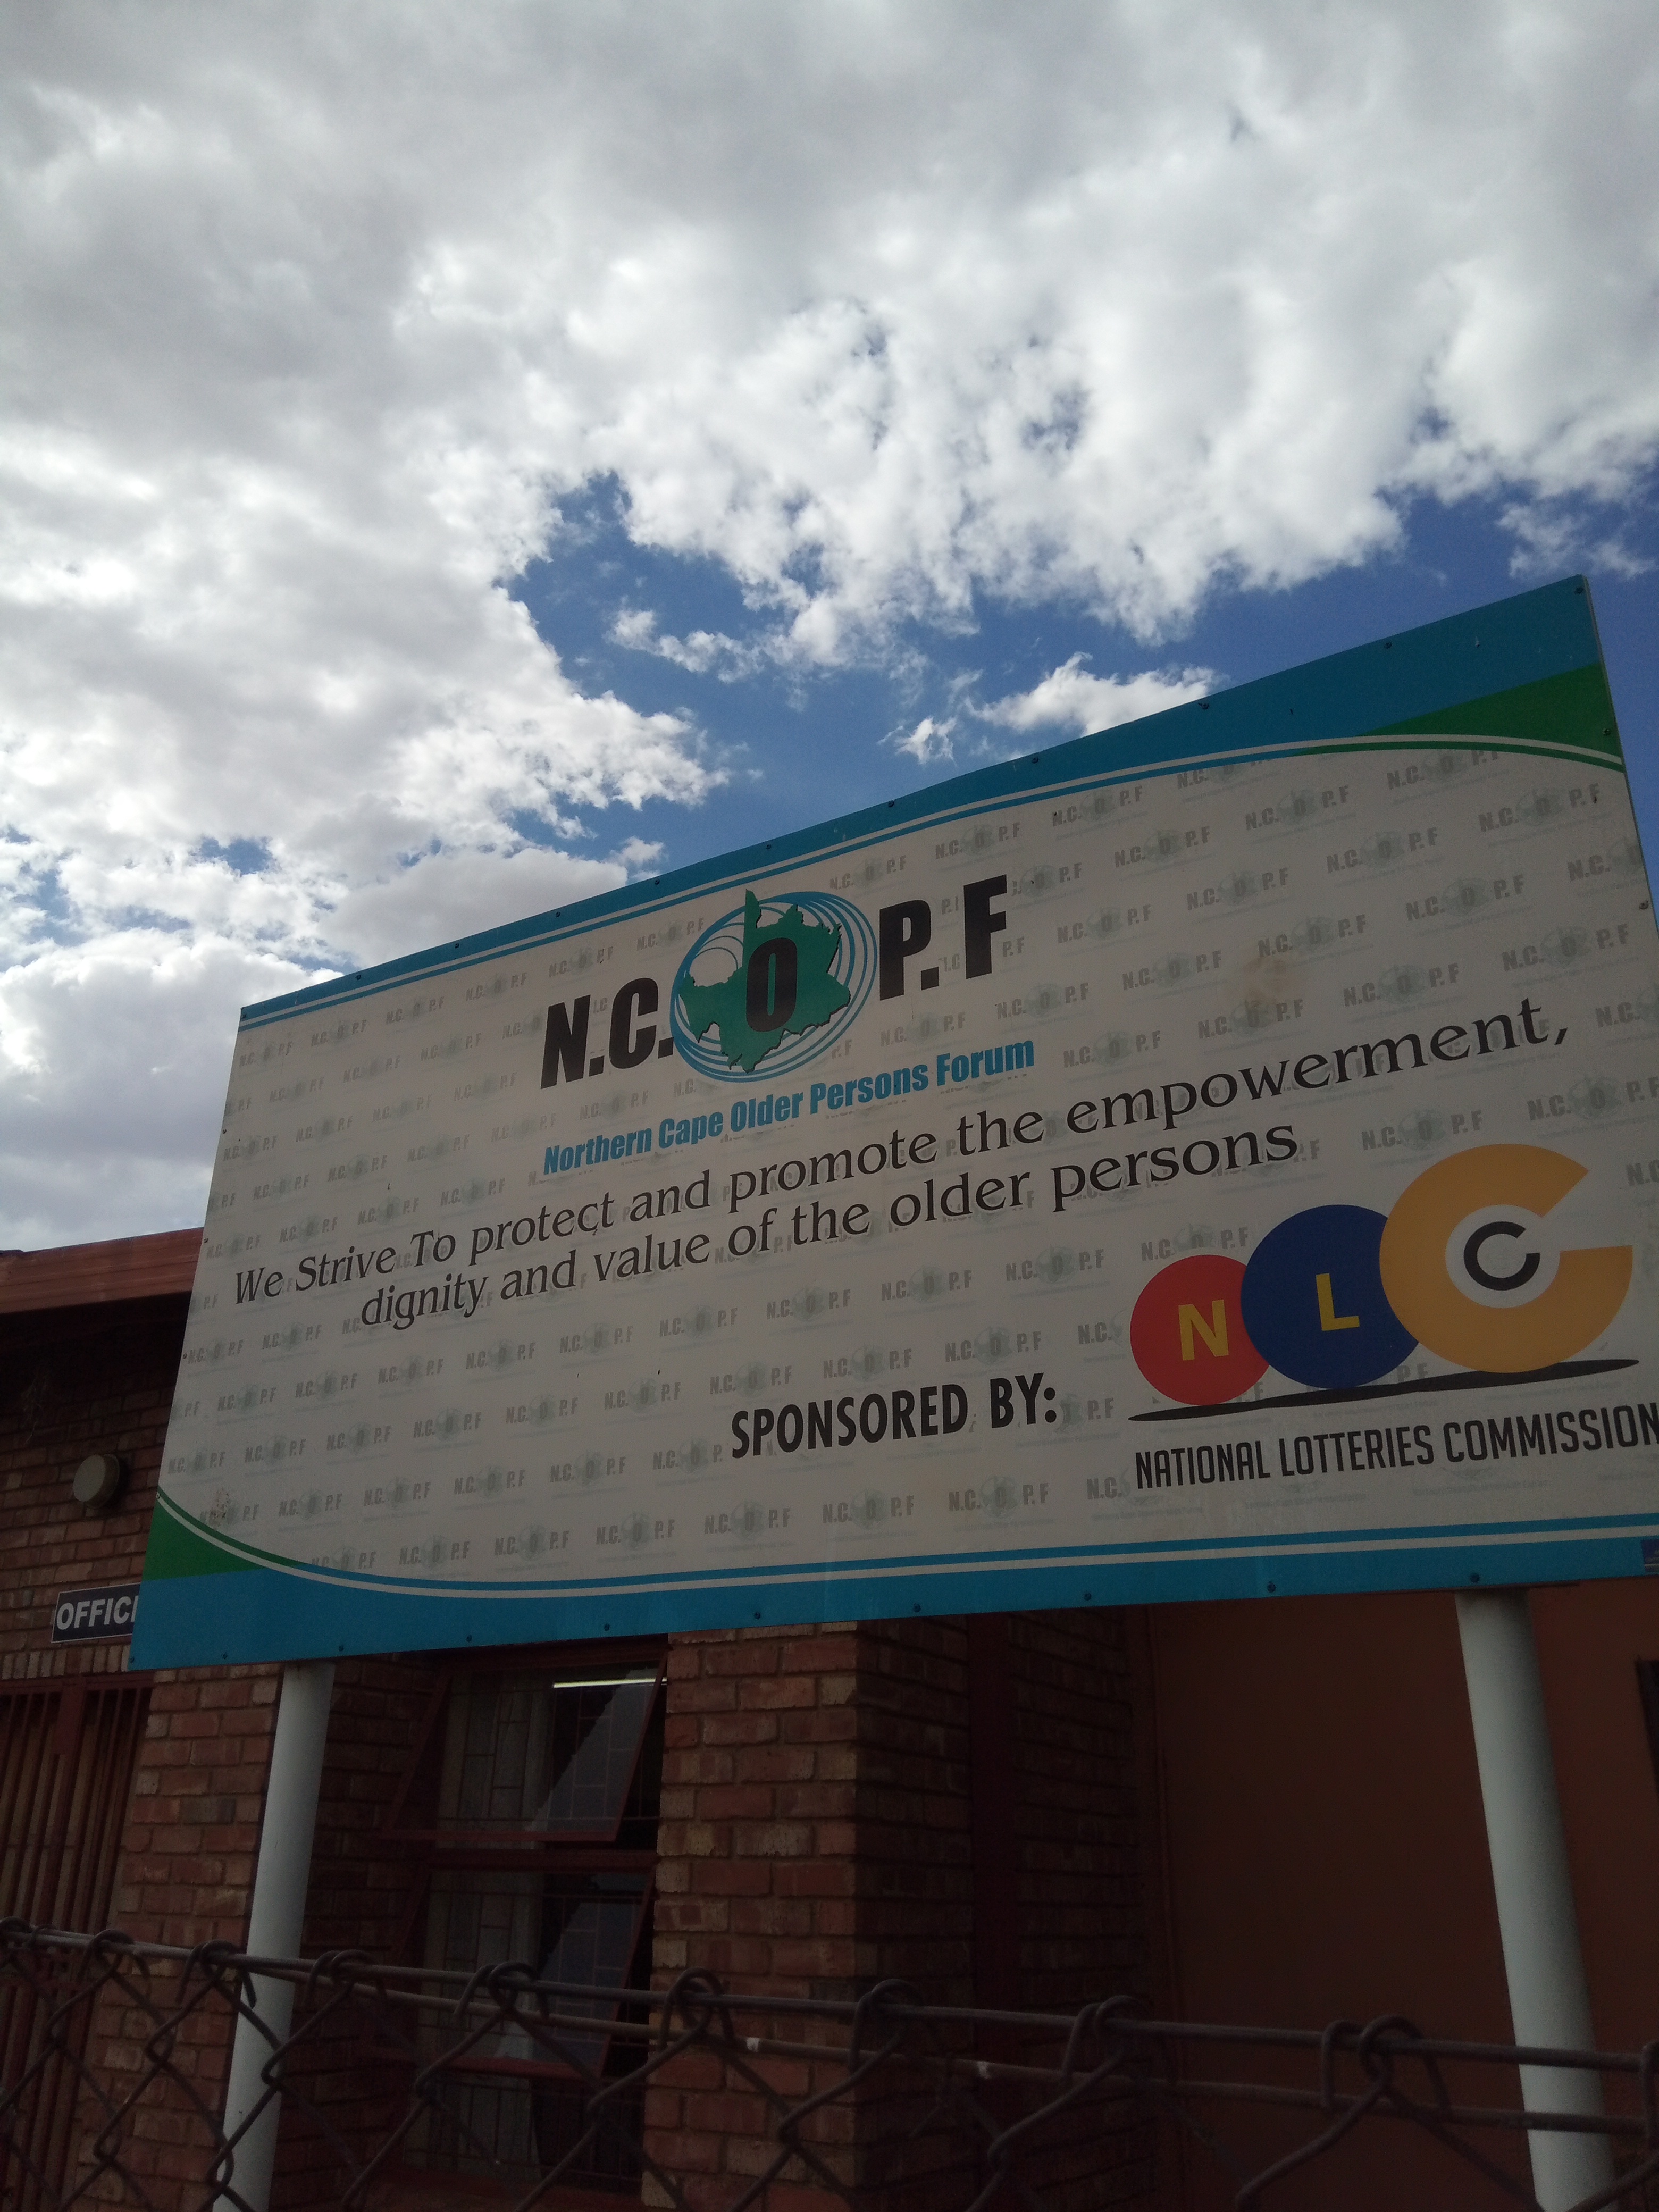 N.C.O P.F
Northern Cape Older Persons Forum
We Strive To protect and promote the empowerment,
dignity and value of the older persons
SPONSORED BY:
N L C C
NATIONAL LOTTERIES COMMISSION
OFFIC